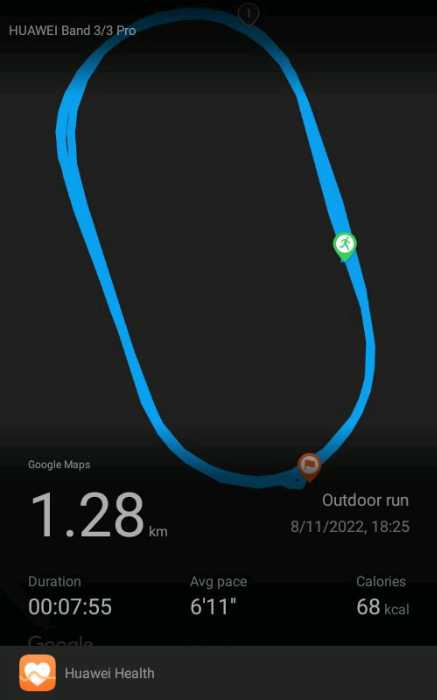 1
HUAWEI Band 3/3 Pro
Google Maps
1.28 km
Outdoor run
8/11/2022, 18:25
Duration
00:07:55
Avg pace
6'11"
Calories
68 kcal
Google
Huawei Health